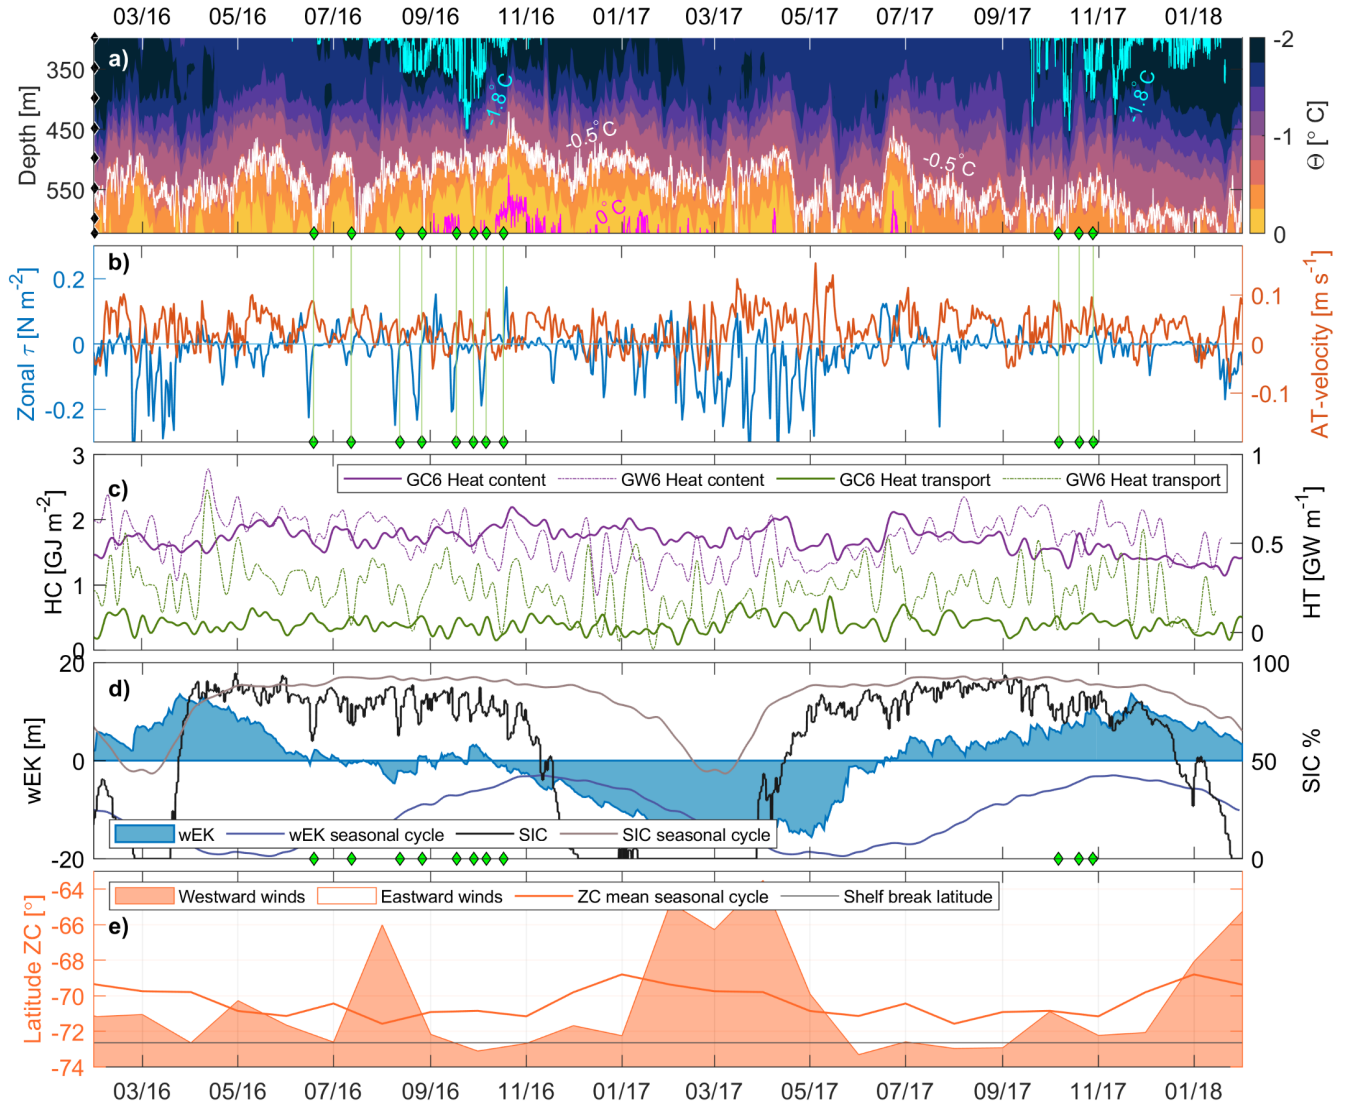 03/16 05/16 07/16 09/16 11/16 01/17 03/17 05/17 07/17 09/17 11/17 01/18
a)
Depth [m]
350
450
550
-1.8°C
-0.5°C
0°C
-0.5°C
-1.8°C
-2
-1
0
Θ [° C]
b)
Zonal τ [N m-2]
0.2
0
-0.2
0.1
0
-0.1
AT-velocity [m s-1]
c)
HC [GJ m-2]
3
2
1
0
GC6 Heat content GW6 Heat content GC6 Heat transport GW6 Heat transport
1
0.5
0
HT [GW m-1]
d)
wEK [m]
20
0
-20
wEK wEK seasonal cycle SIC SIC seasonal cycle
100
50
0
SIC %
e)
Latitude ZC [°]
-64
-66
-68
-70
-72
-74
Westward winds Eastward winds ZC mean seasonal cycle Shelf break latitude
03/16 05/16 07/16 09/16 11/16 01/17 03/17 05/17 07/17 09/17 11/17 01/18